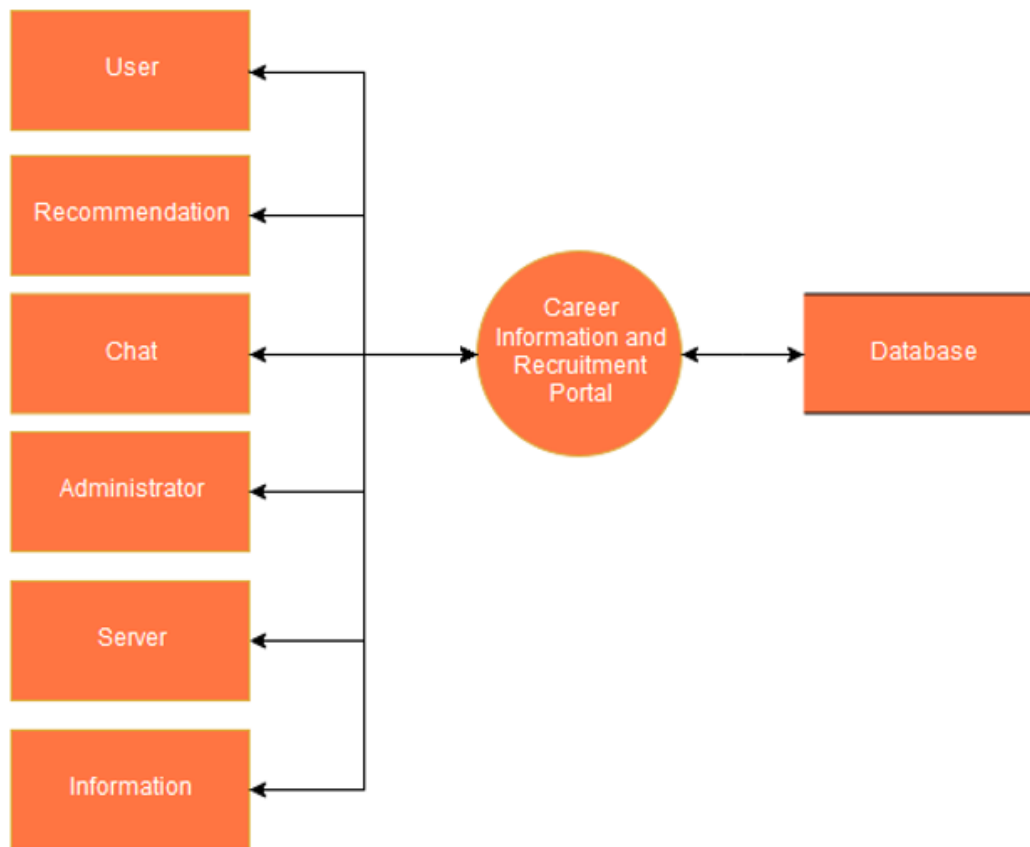 User
Recommendation
Chat
Administrator
Server
Information
Career
Information and
Recruitment
Portal
Database